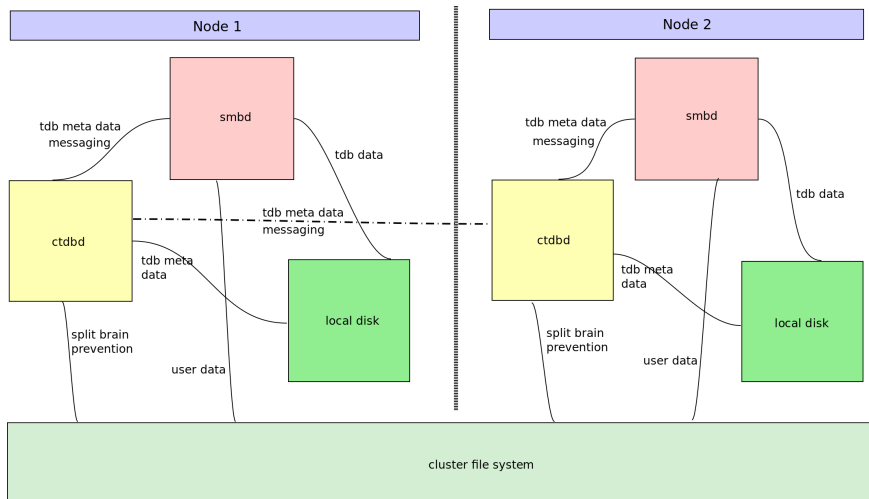 Node 1
Node 2
smbd
smbd
tdb meta data
messaging
tdb meta data
messaging
tdb data
tdb data
ctdbd
tdb meta data
messaging
ctdbd
tdb meta
data
tdb meta
data
local disk
local disk
split brain
prevention
split brain
prevention
user data
user data
cluster file system